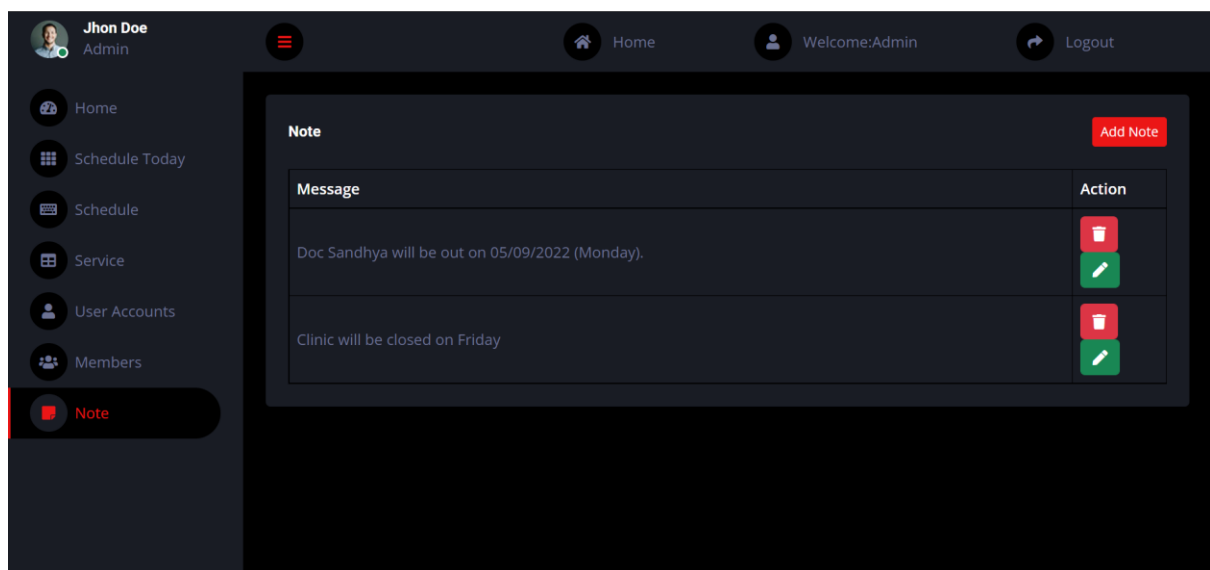 Jhon Doe
Admin
Home
Welcome:Admin
Logout
Home
Schedule Today
Schedule
Service
User Accounts
Members
Note
Note
Add Note
Message
Action
Doc Sandhya will be out on 05/09/2022 (Monday).
Clinic will be closed on Friday